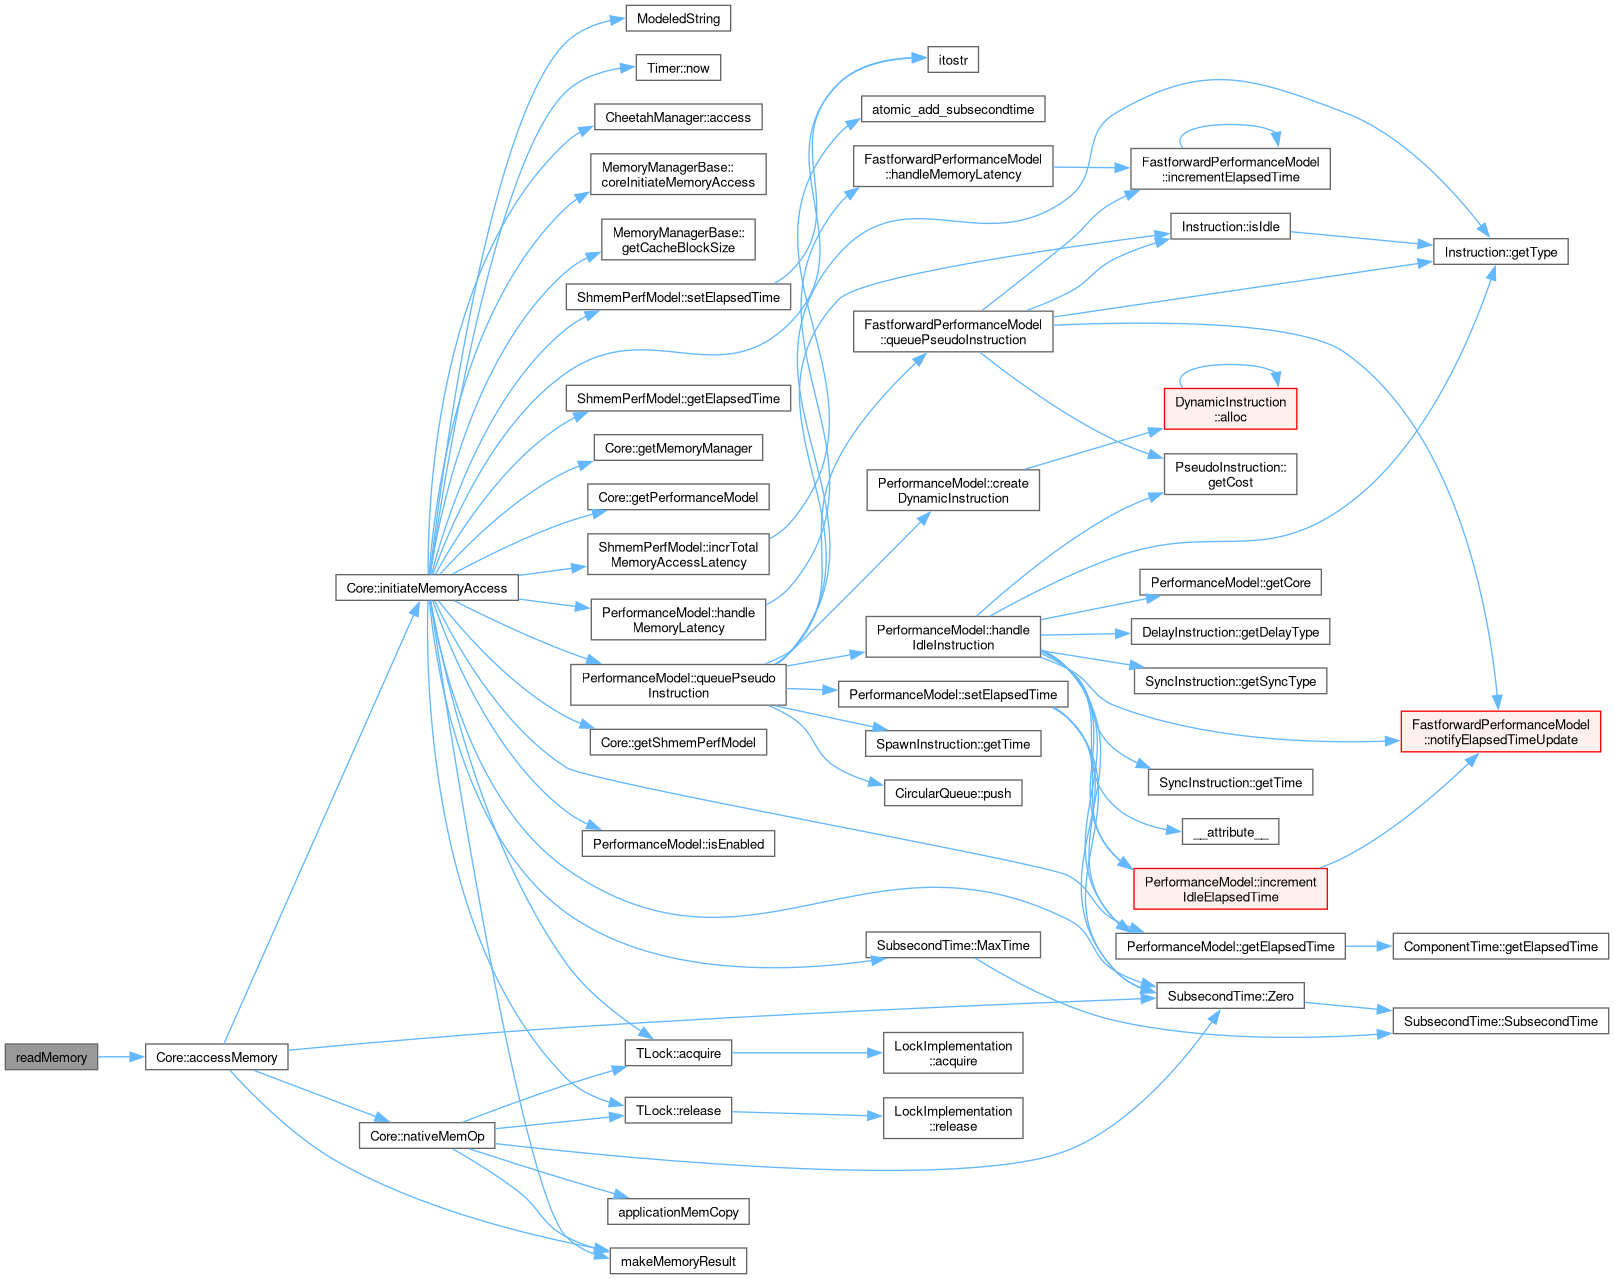 readMemory
Core::accessMemory
Core::initiateMemoryAccess
Core::nativeMemOp
ModeledString
Timer::now
CheetahManager::access
MemoryManagerBase::
coreInitiateMemoryAccess
MemoryManagerBase::
getCacheBlockSize
ShmemPerfModel::setElapsedTime
ShmemPerfModel::getElapsedTime
Core::getMemoryManager
Core::getPerformanceModel
ShmemPerfModel::incrTotal
MemoryAccessLatency
PerformanceModel::handle
MemoryLatency
PerformanceModel::queuePseudo
Instruction
Core::getShmemPerfModel
PerformanceModel::isEnabled
TLock::acquire
TLock::release
applicationMemCopy
makeMemoryResult
itostr
atomic_add_subsecondtime
FastforwardPerformanceModel
::handleMemoryLatency
FastforwardPerformanceModel
::queuePseudoInstruction
PerformanceModel::create
DynamicInstruction
PerformanceModel::handle
IdleInstruction
PerformanceModel::setElapsedTime
SpawnInstruction::getTime
CircularQueue::push
SubsecondTime::MaxTime
LockImplementation
::acquire
LockImplementation
::release
FastforwardPerformanceModel
::incrementElapsedTime
Instruction::isIdle
DynamicInstruction
::alloc
PseudoInstruction::
getCost
PerformanceModel::getCore
DelayInstruction::getDelayType
SyncInstruction::getSyncType
SyncInstruction::getTime
__attribute__
PerformanceModel::increment
IdleElapsedTime
PerformanceModel::getElapsedTime
SubsecondTime::Zero
Instruction::getType
FastforwardPerformanceModel
::notifyElapsedTimeUpdate
ComponentTime::getElapsedTime
SubsecondTime::SubsecondTime